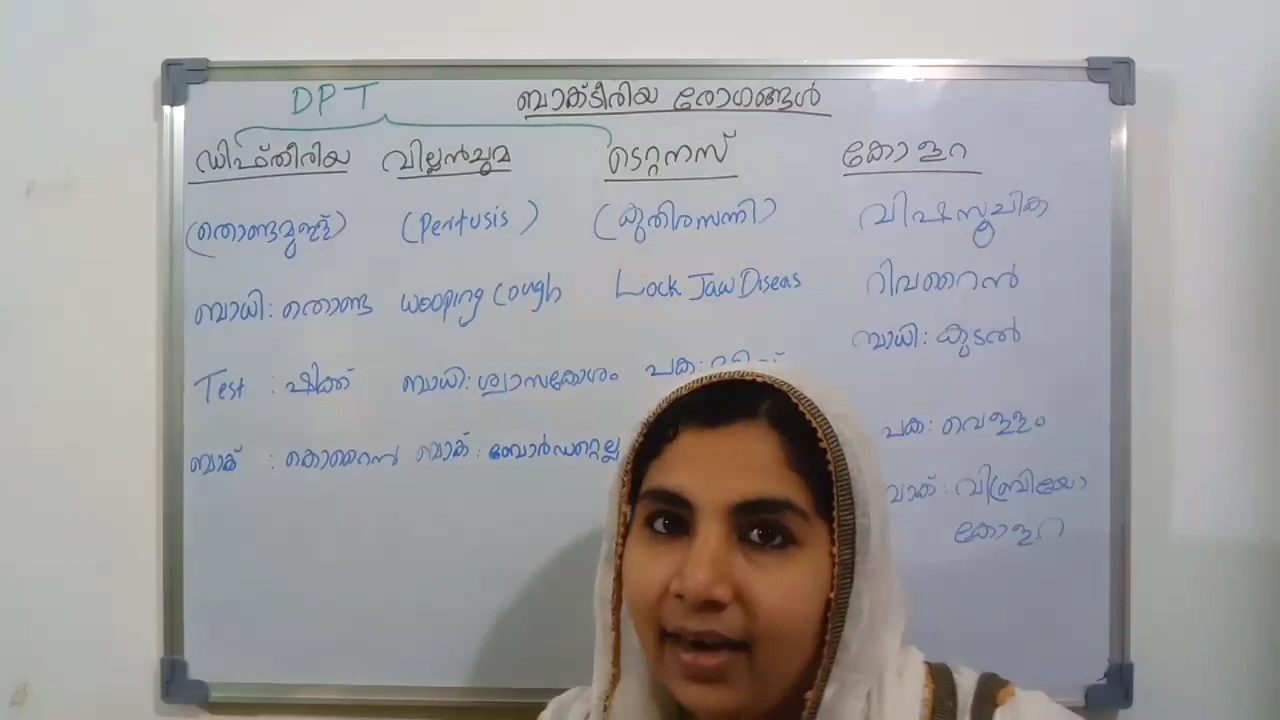 DPT ബാക്ടീരിയ രോഗങ്ങൾ
ഡിഫ്തീരിയ വില്ലൻചുമ ടെറ്റനസ് കോളറ
(തൊണ്ടമുള്ള്) (Pertusis) (കുതിരസന്നി) വിഷൂചിക
ബാധി: തൊണ്ട wooping Cough Lock Jaw Diseas റിവറൈൻ
ബാധി: കുടൽ
Test : ഷിക്ക് ബാധി: ശ്വാസകോശം പക:
പക: വെള്ളം
ബാക് : കൊറൈൻ ബാക്: ബോർഡറ്റെല്ല
ബാക്: വിബ്രിയോ
കോളറ